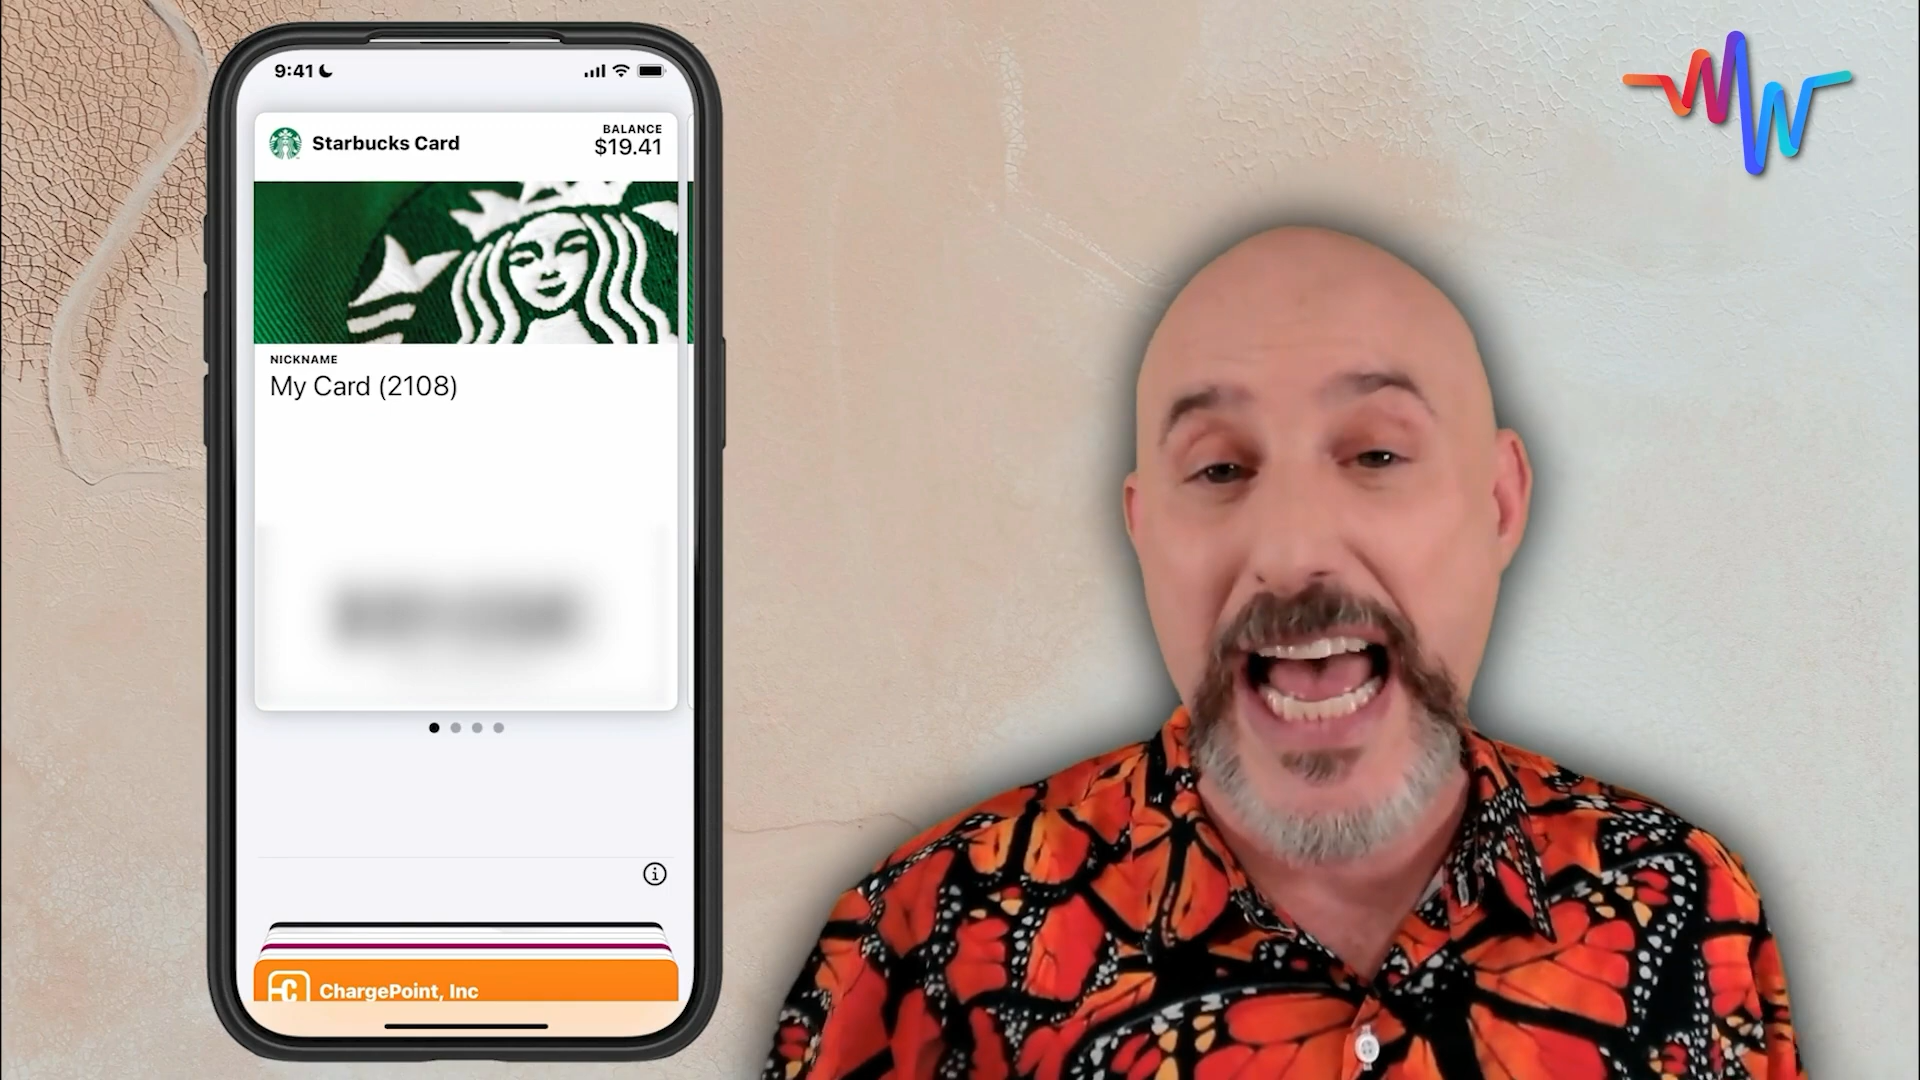 9:41
Starbucks Card
BALANCE
$19.41
NICKNAME
My Card (2108)
ChargePoint, Inc